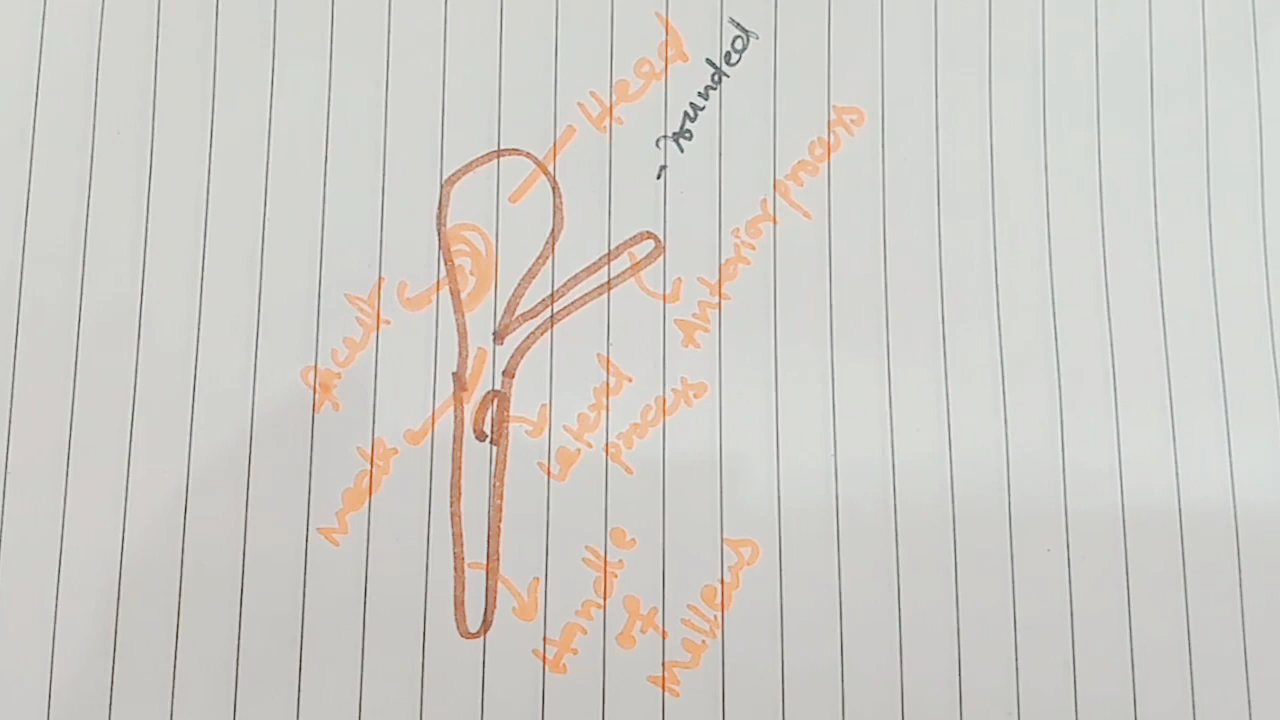 Head
- rounded
Anterior process
Facet
Neck
Lateral
process
Handle
of
Malleus